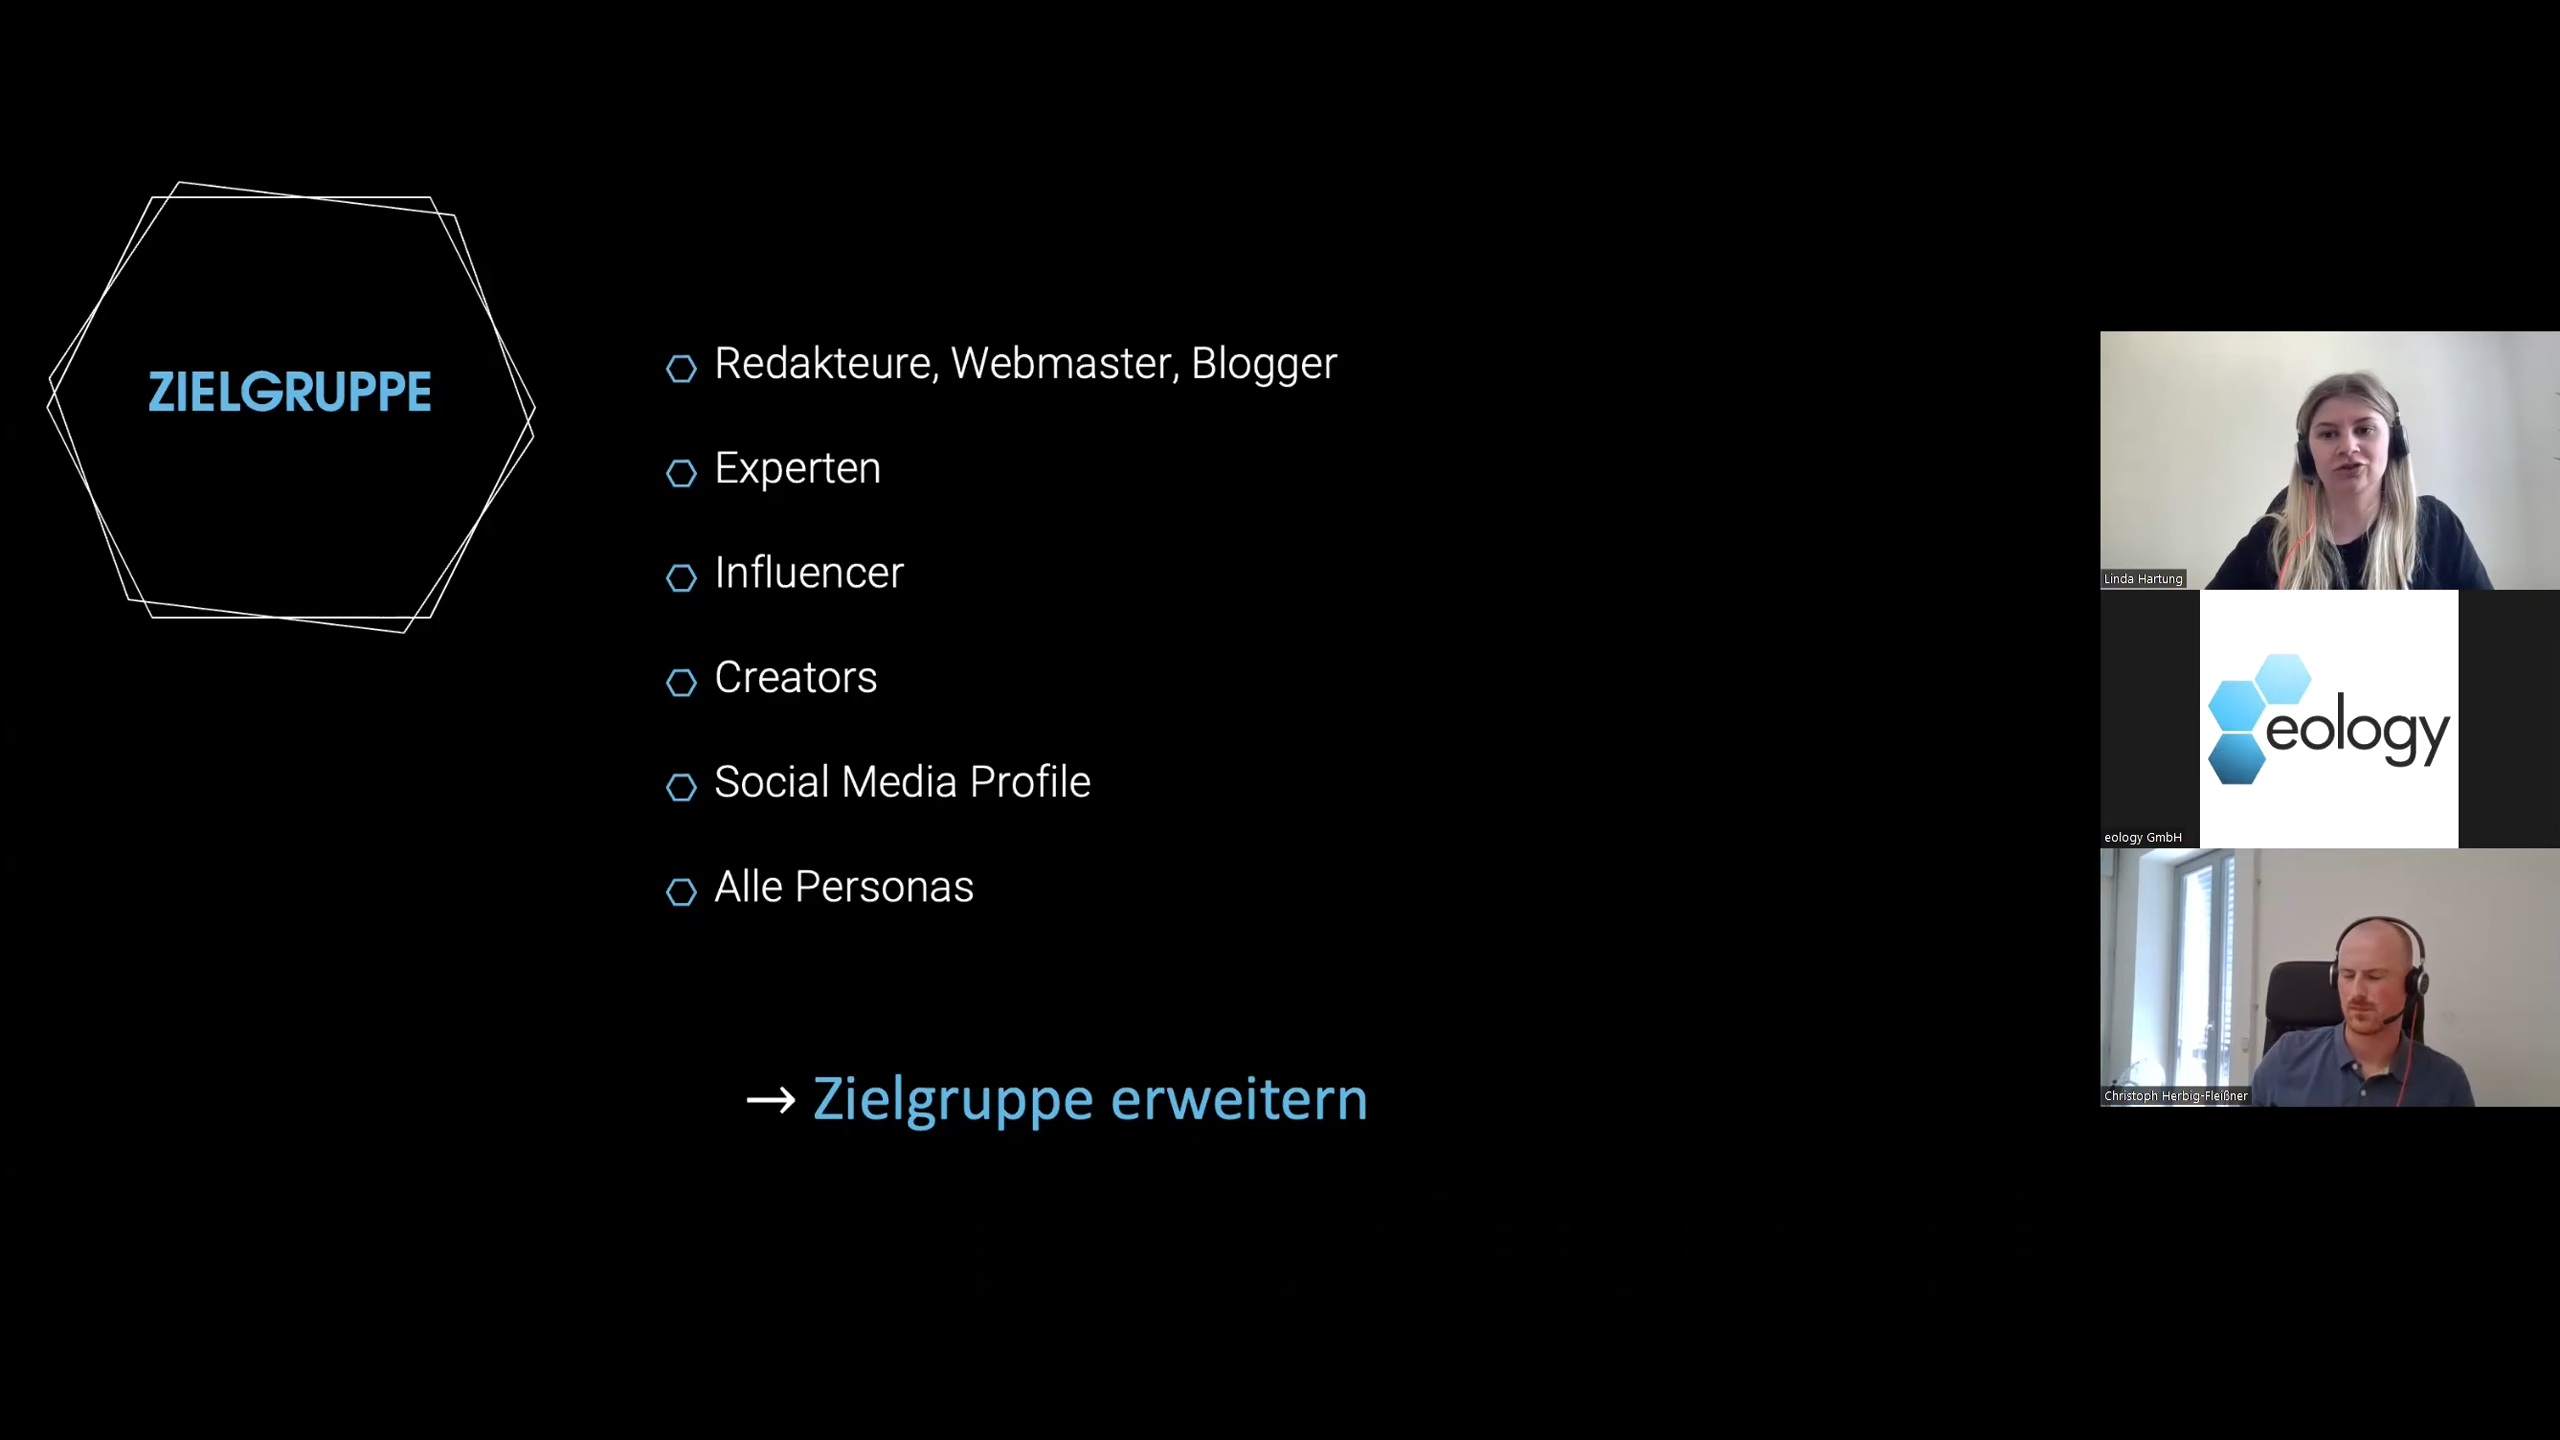 ZIELGRUPPE
Redakteure, Webmaster, Blogger
Experten
Influencer
Creators
Social Media Profile
Alle Personas
→ Zielgruppe erweitern
Linda Hartung
eology
eology GmbH
Christoph Herbig-Fleißner